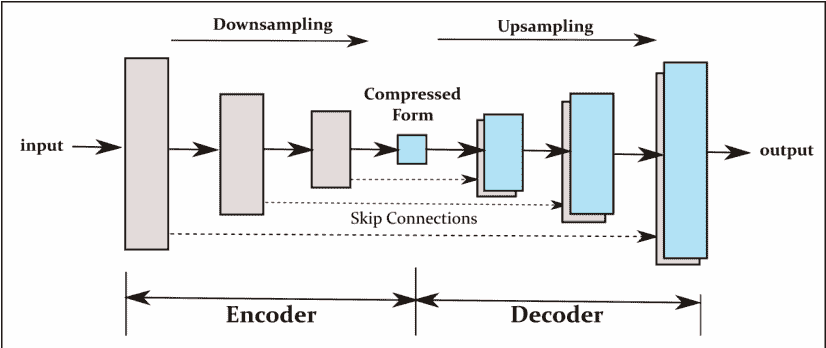 Downsampling
Upsampling
Compressed
Form
input
output
Skip Connections
Encoder
Decoder